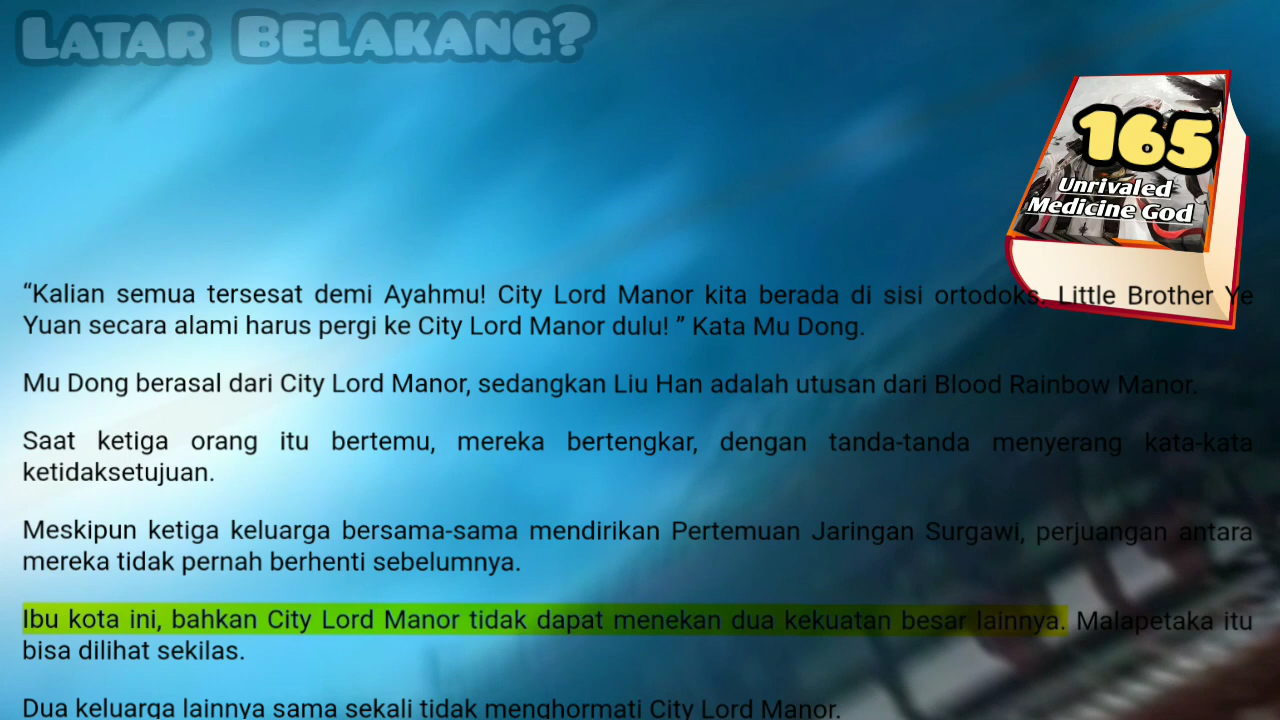 Latar Belakang?
165
Unrivaled
Medicine God
“Kalian semua tersesat demi Ayahmu! City Lord Manor kita berada di sisi ortodoks. Little Brother Ye
Yuan secara alami harus pergi ke City Lord Manor dulu! ” Kata Mu Dong.
Mu Dong berasal dari City Lord Manor, sedangkan Liu Han adalah utusan dari Blood Rainbow Manor.
Saat ketiga orang itu bertemu, mereka bertengkar, dengan tanda-tanda menyerang kata-kata
ketidaksetujuan.
Meskipun ketiga keluarga bersama-sama mendirikan Pertemuan Jaringan Surgawi, perjuangan antara
mereka tidak pernah berhenti sebelumnya.
Ibu kota ini, bahkan City Lord Manor tidak dapat menekan dua kekuatan besar lainnya. Malapetaka itu
bisa dilihat sekilas.
Dua keluarga lainnya sama sekali tidak menghormati City Lord Manor.